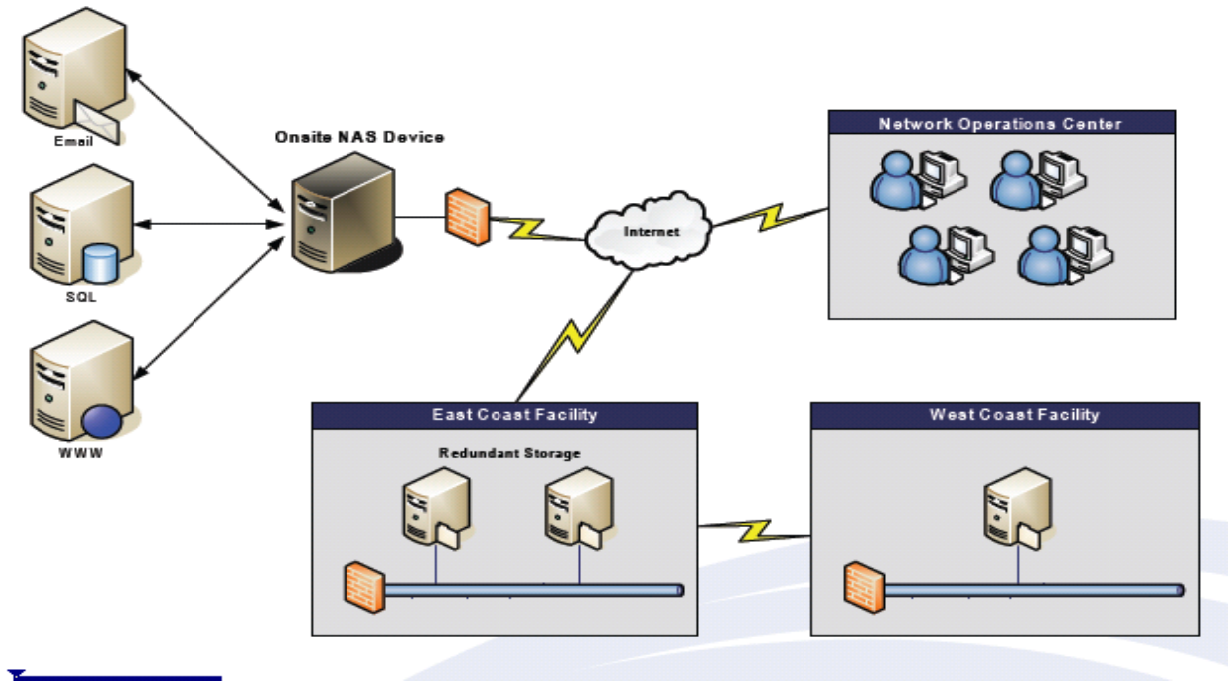 Email
Onsite NAS Device
SQL
WWW
Internet
Network Operations Center
East Coast Facility
Redundant Storage
West Coast Facility